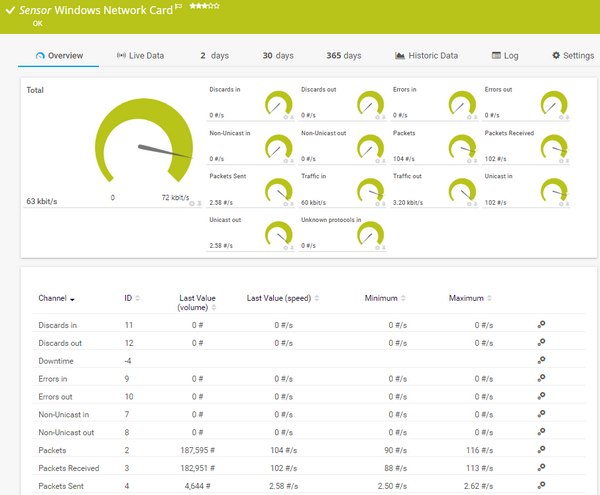 Sensor Windows Network Card
OK
Overview Live Data 2 days 30 days 365 days Historic Data Log Settings
Total
63 kbit/s
0 72 kbit/s
Discards in Discards out Errors in Errors out
0 #/s 0 #/s 0 #/s 0 #/s
Non-Unicast in Non-Unicast out Packets Packets Received
0 #/s 0 #/s 104 #/s 102 #/s
Packets Sent Traffic in Traffic out Unicast in
2.58 #/s 60 kbit/s 3.20 kbit/s 102 #/s
Unicast out Unknown protocols in
2.58 #/s 0 #/s
Channel ID Last Value (volume) Last Value (speed) Minimum Maximum
Discards in 11 0 # 0 #/s 0 #/s 0 #/s
Discards out 12 0 # 0 #/s 0 #/s 0 #/s
Downtime -4
Errors in 9 0 # 0 #/s 0 #/s 0 #/s
Errors out 10 0 # 0 #/s 0 #/s 0 #/s
Non-Unicast in 7 0 # 0 #/s 0 #/s 0 #/s
Non-Unicast out 8 0 # 0 #/s 0 #/s 0 #/s
Packets 2 187,595 # 104 #/s 90 #/s 116 #/s
Packets Received 3 182,951 # 102 #/s 88 #/s 113 #/s
Packets Sent 4 4,644 # 2.58 #/s 2.50 #/s 2.62 #/s